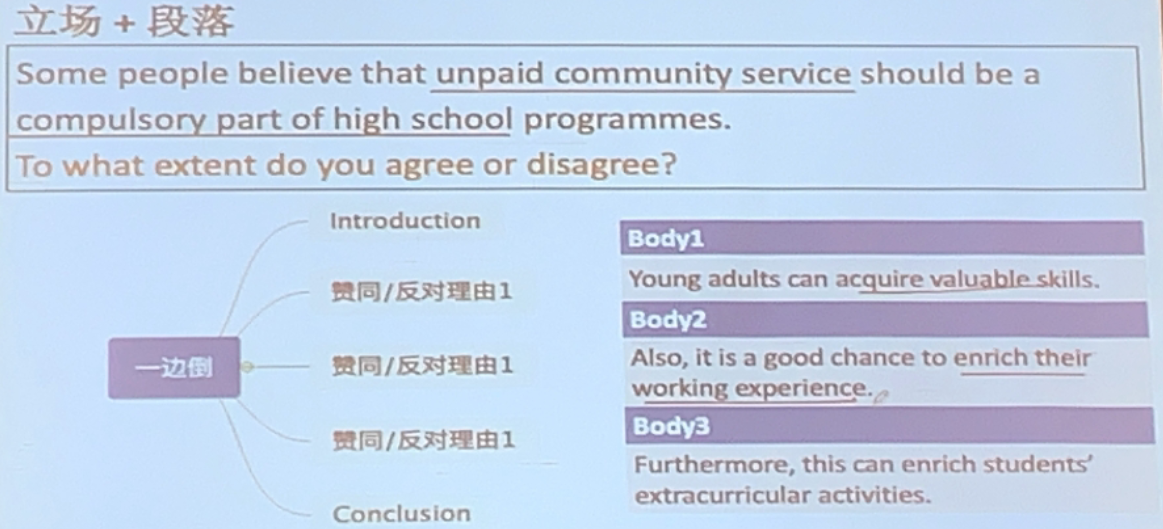 立场 + 段落
Some people believe that unpaid community service should be a
compulsory part of high school programmes.
To what extent do you agree or disagree?
一边倒
Introduction
赞同/反对理由1
赞同/反对理由1
赞同/反对理由1
Conclusion
Body1
Young adults can acquire valuable skills.
Body2
Also, it is a good chance to enrich their
working experience.
Body3
Furthermore, this can enrich students'
extracurricular activities.